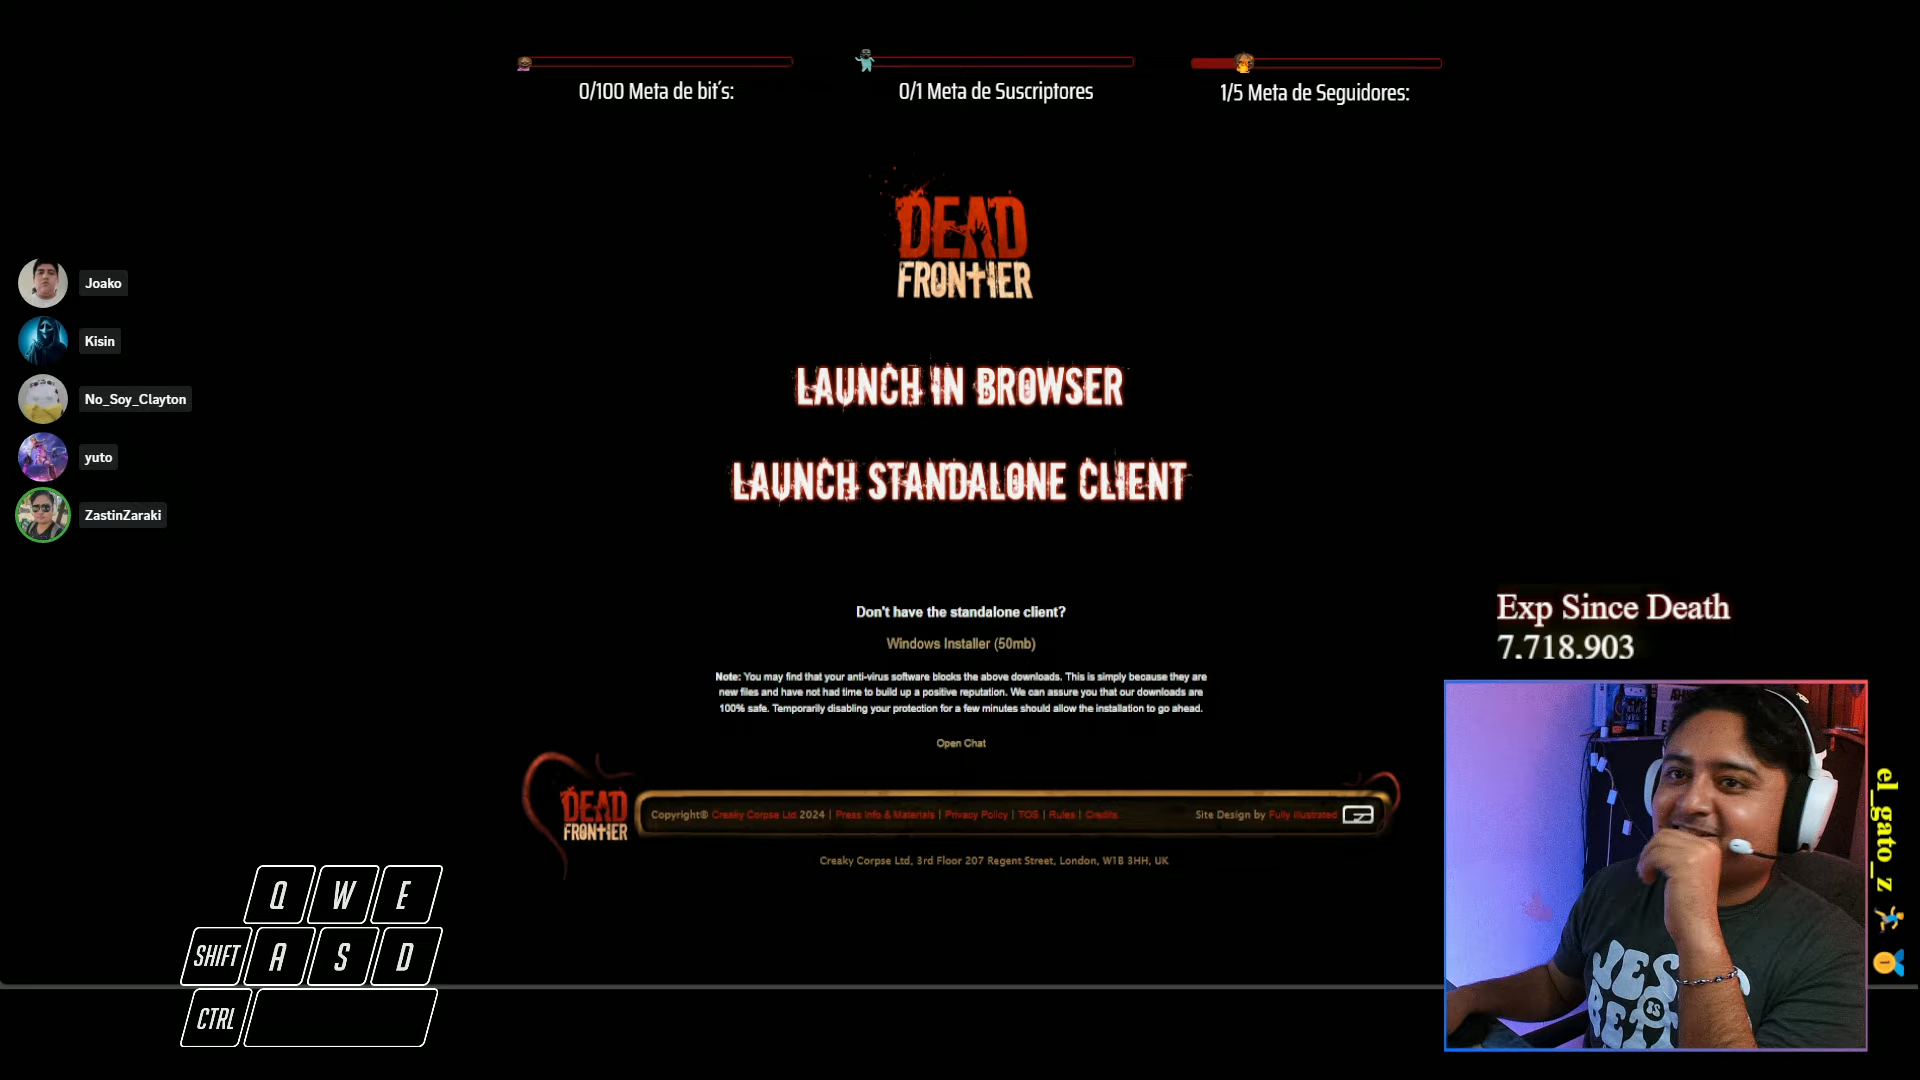 0/100 Meta de bit's:
0/1 Meta de Suscriptores
1/5 Meta de Seguidores:
DEAD
FRONTIER
Joako
Kisin
No_Soy_Clayton
yuto
ZastinZaraki
LAUNCH IN BROWSER
LAUNCH STANDALONE CLIENT
Don't have the standalone client?
Windows Installer (50mb)
Note: You may find that your anti-virus software blocks the above downloads. This is simply because they are
new files and have not had time to build up a positive reputation. We can assure you that our downloads are
100% safe. Temporarily disabling your protection for a few minutes should allow the installation to go ahead.
Open Chat
Exp Since Death
7.718.903
DEAD
FRONTIER
Copyright© Creaky Corpse Ltd 2024 | Press Info & Materials | Privacy Policy | TOS | Rules | Credits
Site Design by Fully Illustrated
Creaky Corpse Ltd, 3rd Floor 207 Regent Street, London, W1B 3HH, UK
el_gato_z
Q W E
SHIFT A S D
CTRL
IS